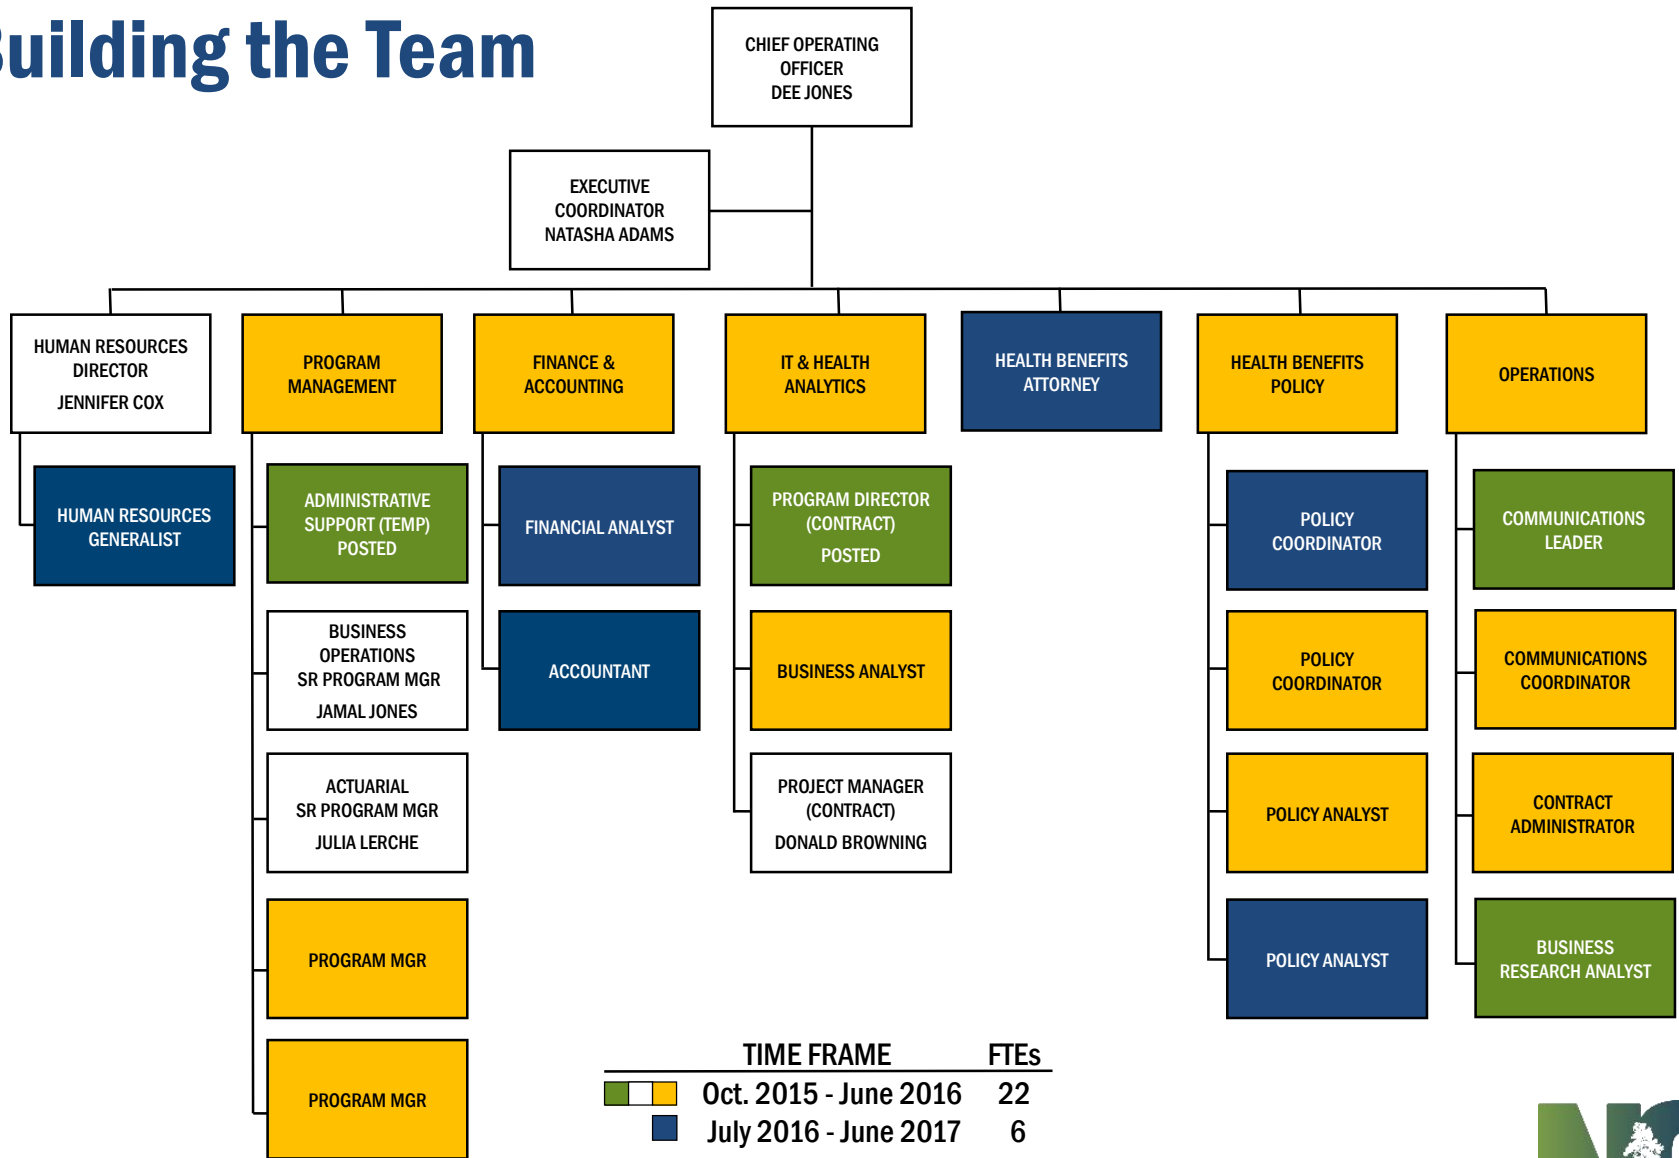 Building the Team
CHIEF OPERATING
OFFICER
DEE JONES
EXECUTIVE
COORDINATOR
NATASHA ADAMS
HUMAN RESOURCES
DIRECTOR
JENNIFER COX
PROGRAM
MANAGEMENT
FINANCE &
ACCOUNTING
IT & HEALTH
ANALYTICS
HEALTH BENEFITS
ATTORNEY
HEALTH BENEFITS
POLICY
OPERATIONS
HUMAN RESOURCES
GENERALIST
ADMINISTRATIVE
SUPPORT (TEMP)
POSTED
FINANCIAL ANALYST
PROGRAM DIRECTOR
(CONTRACT)
POSTED
POLICY
COORDINATOR
COMMUNICATIONS
LEADER
BUSINESS
OPERATIONS
SR PROGRAM MGR
JAMAL JONES
ACCOUNTANT
BUSINESS ANALYST
POLICY
COORDINATOR
COMMUNICATIONS
COORDINATOR
ACTUARIAL
SR PROGRAM MGR
JULIA LERCHE
PROJECT MANAGER
(CONTRACT)
DONALD BROWNING
POLICY ANALYST
CONTRACT
ADMINISTRATOR
PROGRAM MGR
POLICY ANALYST
BUSINESS
RESEARCH ANALYST
PROGRAM MGR
TIME FRAME FTEs
Oct. 2015 - June 2016 22
July 2016 - June 2017 6